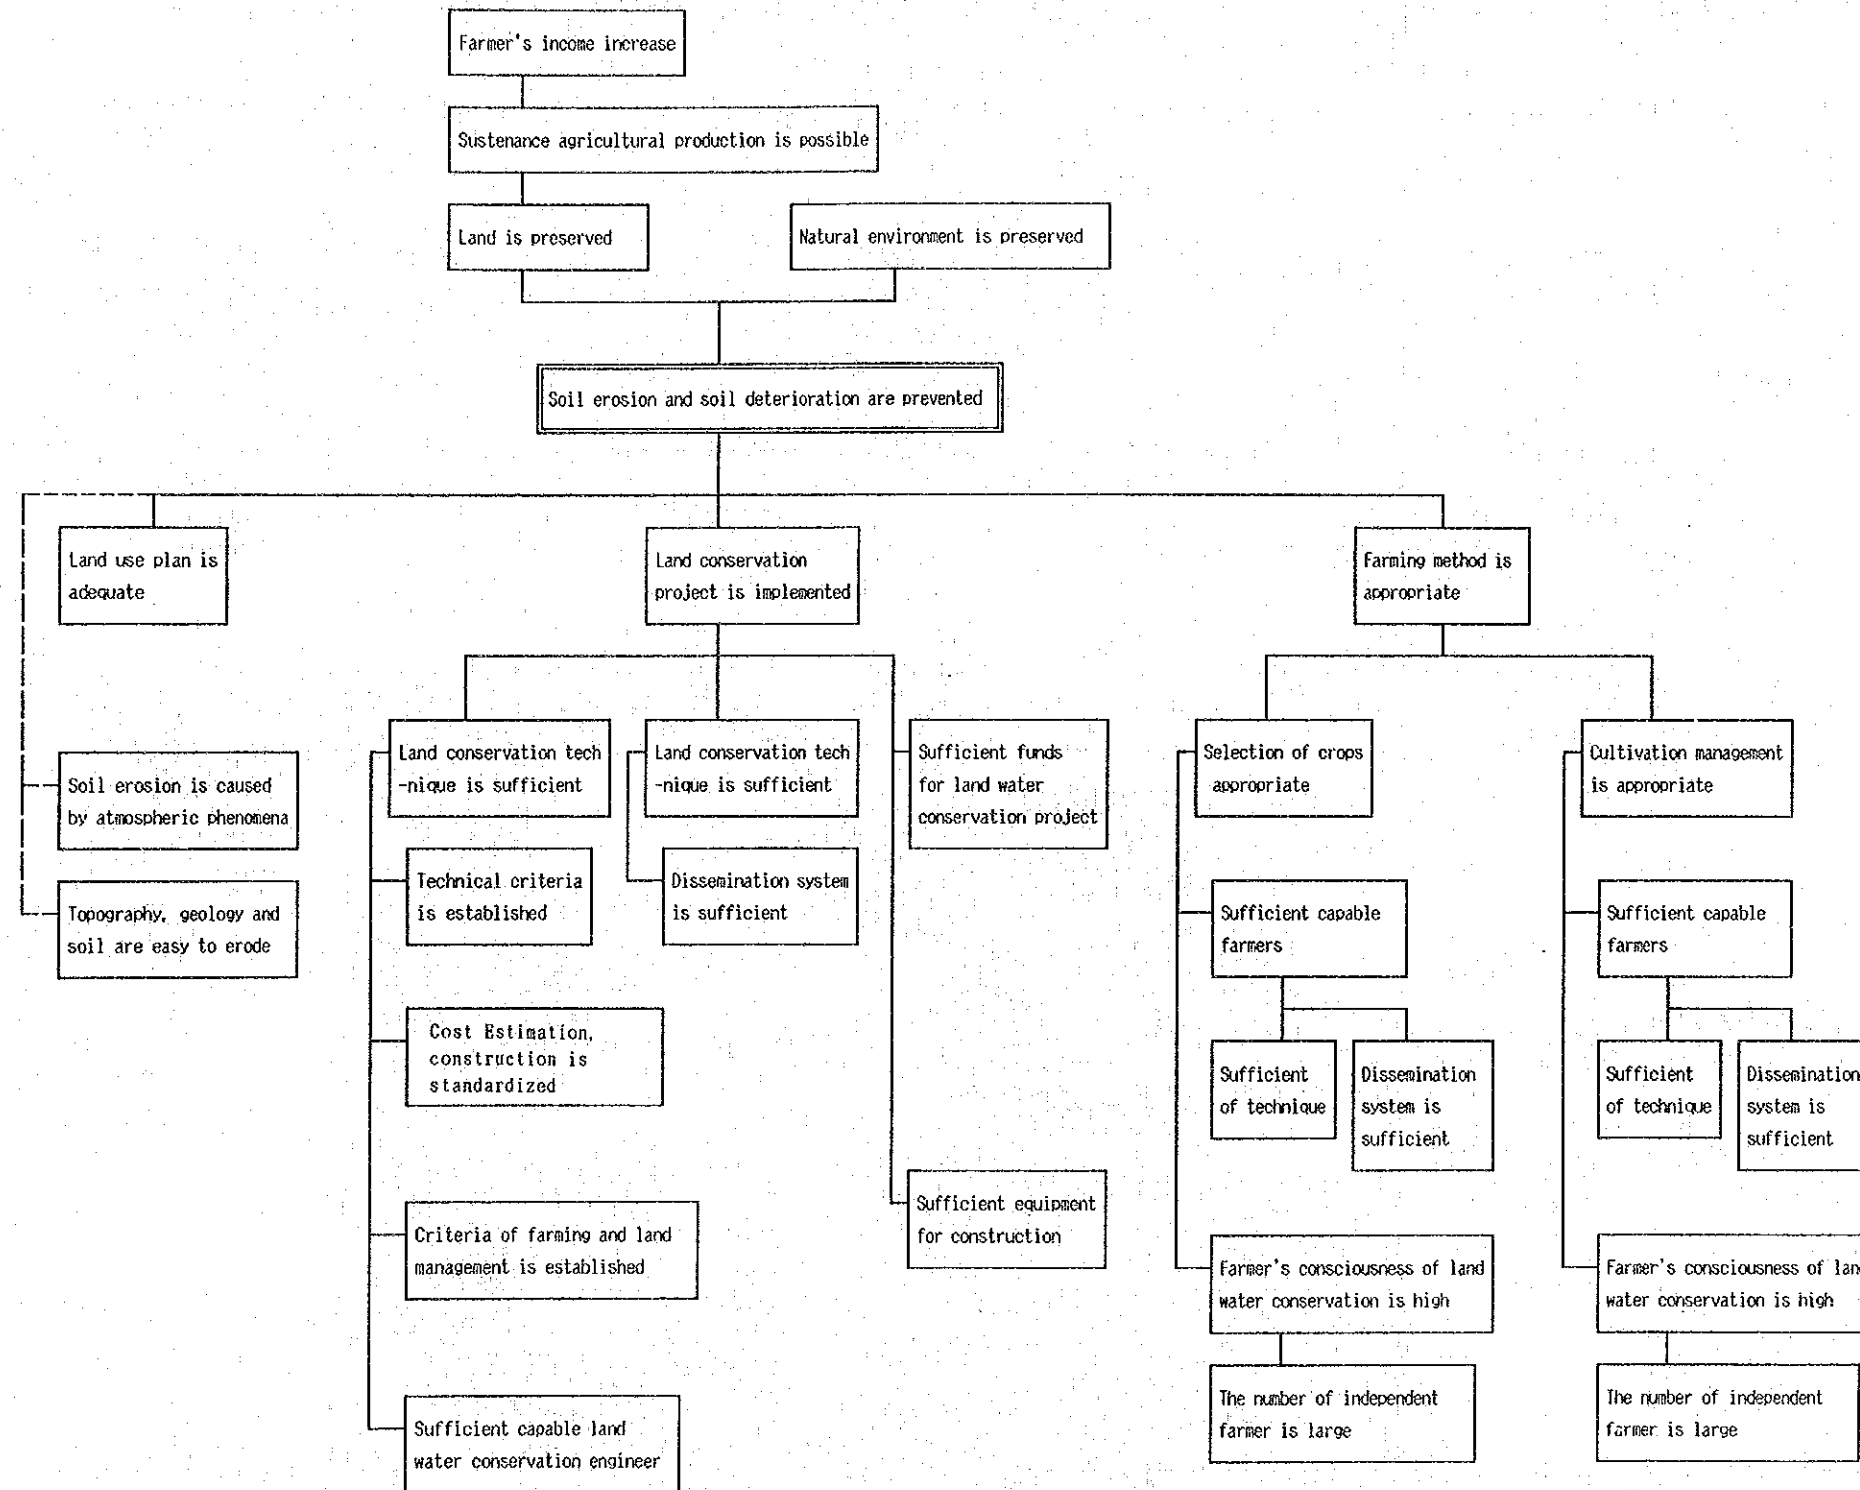 Farmer's income increase
Sustenance agricultural production is possible
Land is preserved
Natural environment is preserved
Soil erosion and soil deterioration are prevented
Land use plan is
adequate
Land conservation
project is implemented
Farming method is
appropriate
Soil erosion is caused
by atmospheric phenomena
Topography, geology and
soil are easy to erode
Land conservation tech
-nique is sufficient
Technical criteria
is established
Cost Estimation,
construction is
standardized
Criteria of farming and land
management is established
Sufficient capable land
water conservation engineer
Land conservation tech
-nique is sufficient
Dissemination system
is sufficient
Sufficient funds
for land water
conservation project
Sufficient equipment
for construction
Selection of crops
appropriate
Sufficient capable
farmers
Sufficient
of technique
Dissemination
system is
sufficient
Farmer's consciousness of land
water conservation is high
The number of independent
farmer is large
Cultivation management
is appropriate
Sufficient capable
farmers
Sufficient
of technique
Dissemination
system is
sufficient
Farmer's consciousness of lan
water conservation is high
The number of independent
farmer is large